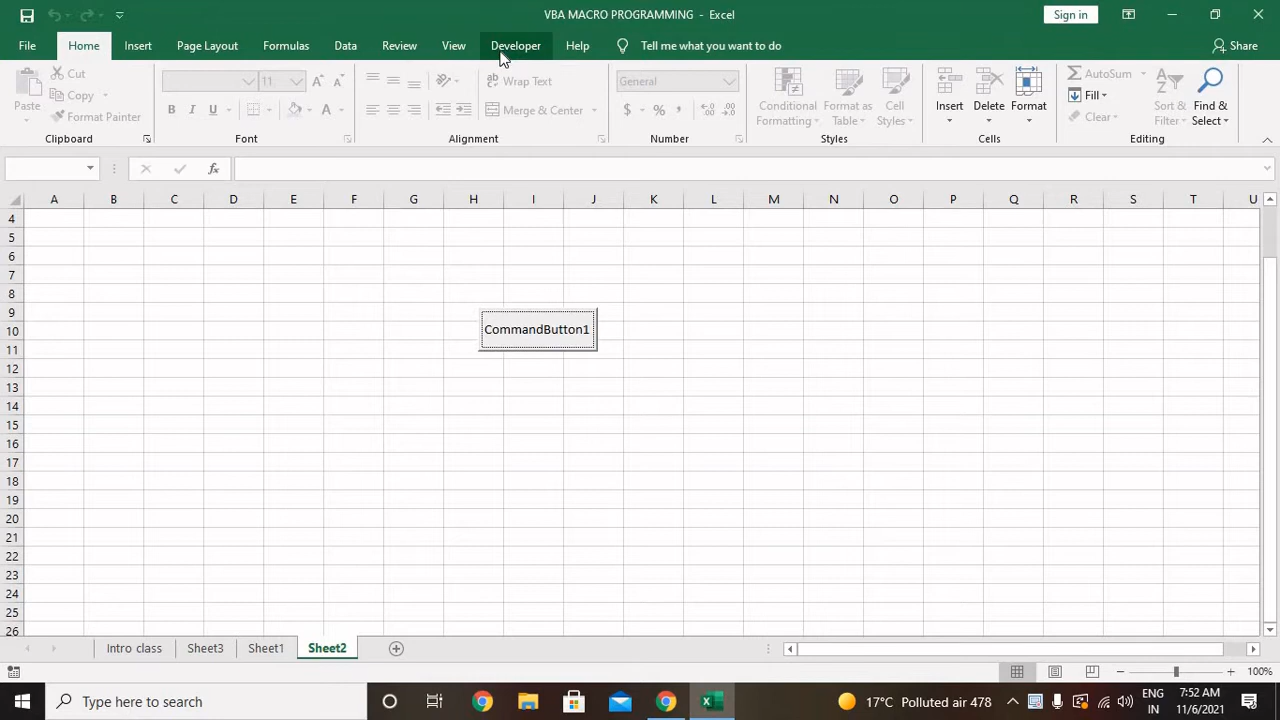 VBA MACRO PROGRAMMING - Excel
Sign in
File Home Insert Page Layout Formulas Data Review View Developer Help Tell me what you want to do Share
Paste
Cut
Copy
Format Painter
Clipboard
11
B I U
Font
Wrap Text
Merge & Center
Alignment
General
$ % ,
Number
Conditional Formatting
Format as Table
Cell Styles
Styles
Insert
Delete
Format
Cells
AutoSum
Fill
Clear
Sort & Filter
Find & Select
Editing
fx
A B C D E F G H I J K L M N O P Q R S T U
4
5
6
7
8
9
CommandButton1
10
11
12
13
14
15
16
17
18
19
20
21
22
23
24
25
26
Intro class Sheet3 Sheet1 Sheet2
100%
Type here to search
17°C Polluted air 478
ENG
IN
7:52 AM
11/6/2021